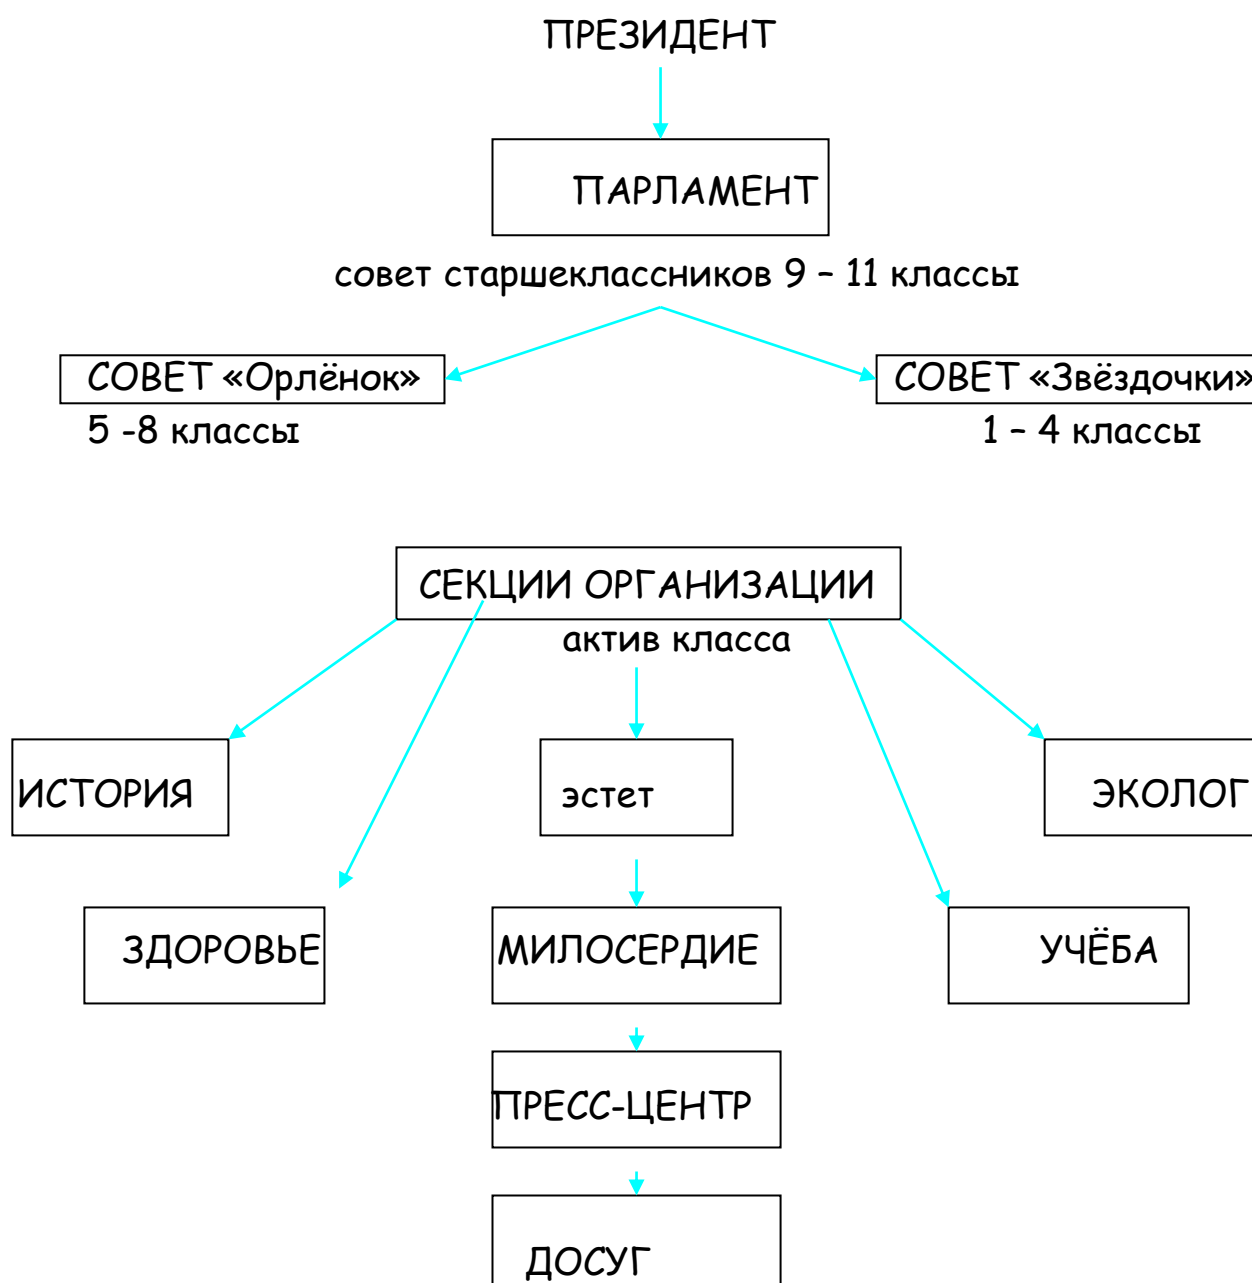 ПРЕЗИДЕНТ
ПАРЛАМЕНТ
совет старшеклассников 9 – 11 классы
СОВЕТ «Орлёнок»
СОВЕТ «Звёздочки»
5 -8 классы
1 – 4 классы
СЕКЦИИ ОРГАНИЗАЦИИ
актив класса
ИСТОРИЯ
эстет
ЭКОЛОГ
ЗДОРОВЬЕ
МИЛОСЕРДИЕ
УЧЁБА
ПРЕСС-ЦЕНТР
ДОСУГ